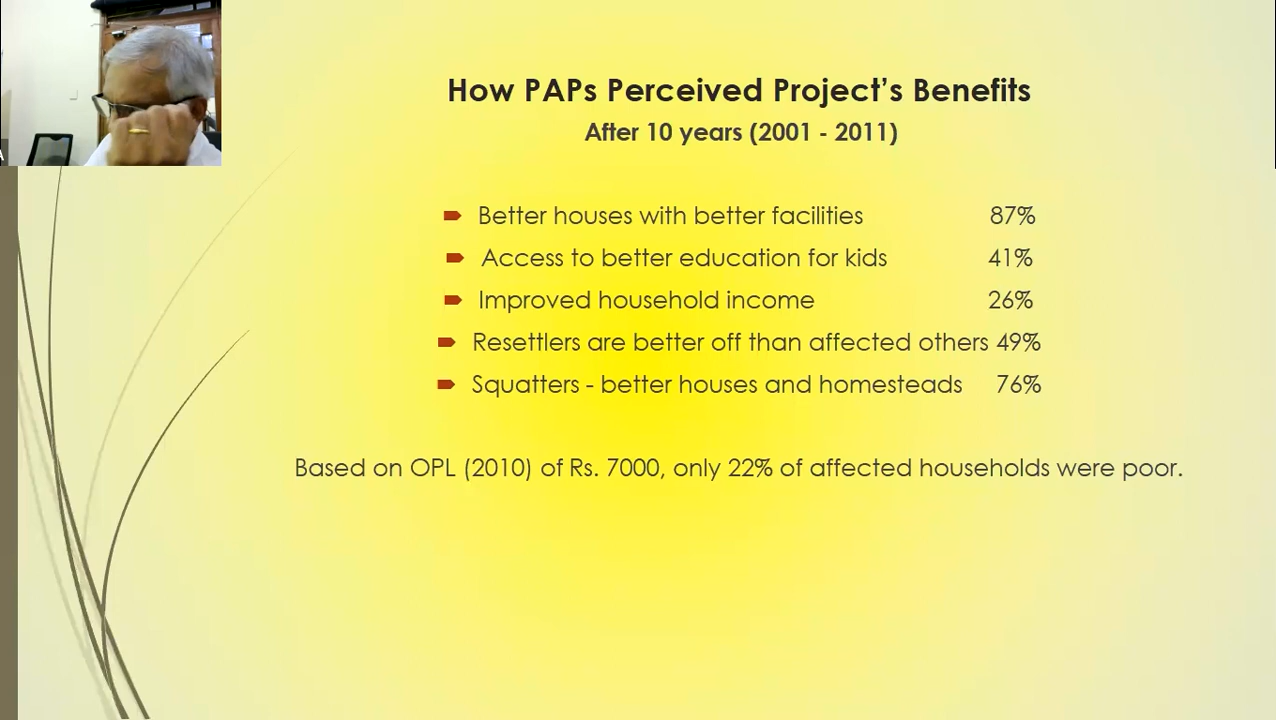 How PAPs Perceived Project's Benefits
After 10 years (2001 - 2011)
Better houses with better facilities 87%
Access to better education for kids 41%
Improved household income 26%
Resettlers are better off than affected others 49%
Squatters - better houses and homesteads 76%
Based on OPL (2010) of Rs. 7000, only 22% of affected households were poor.